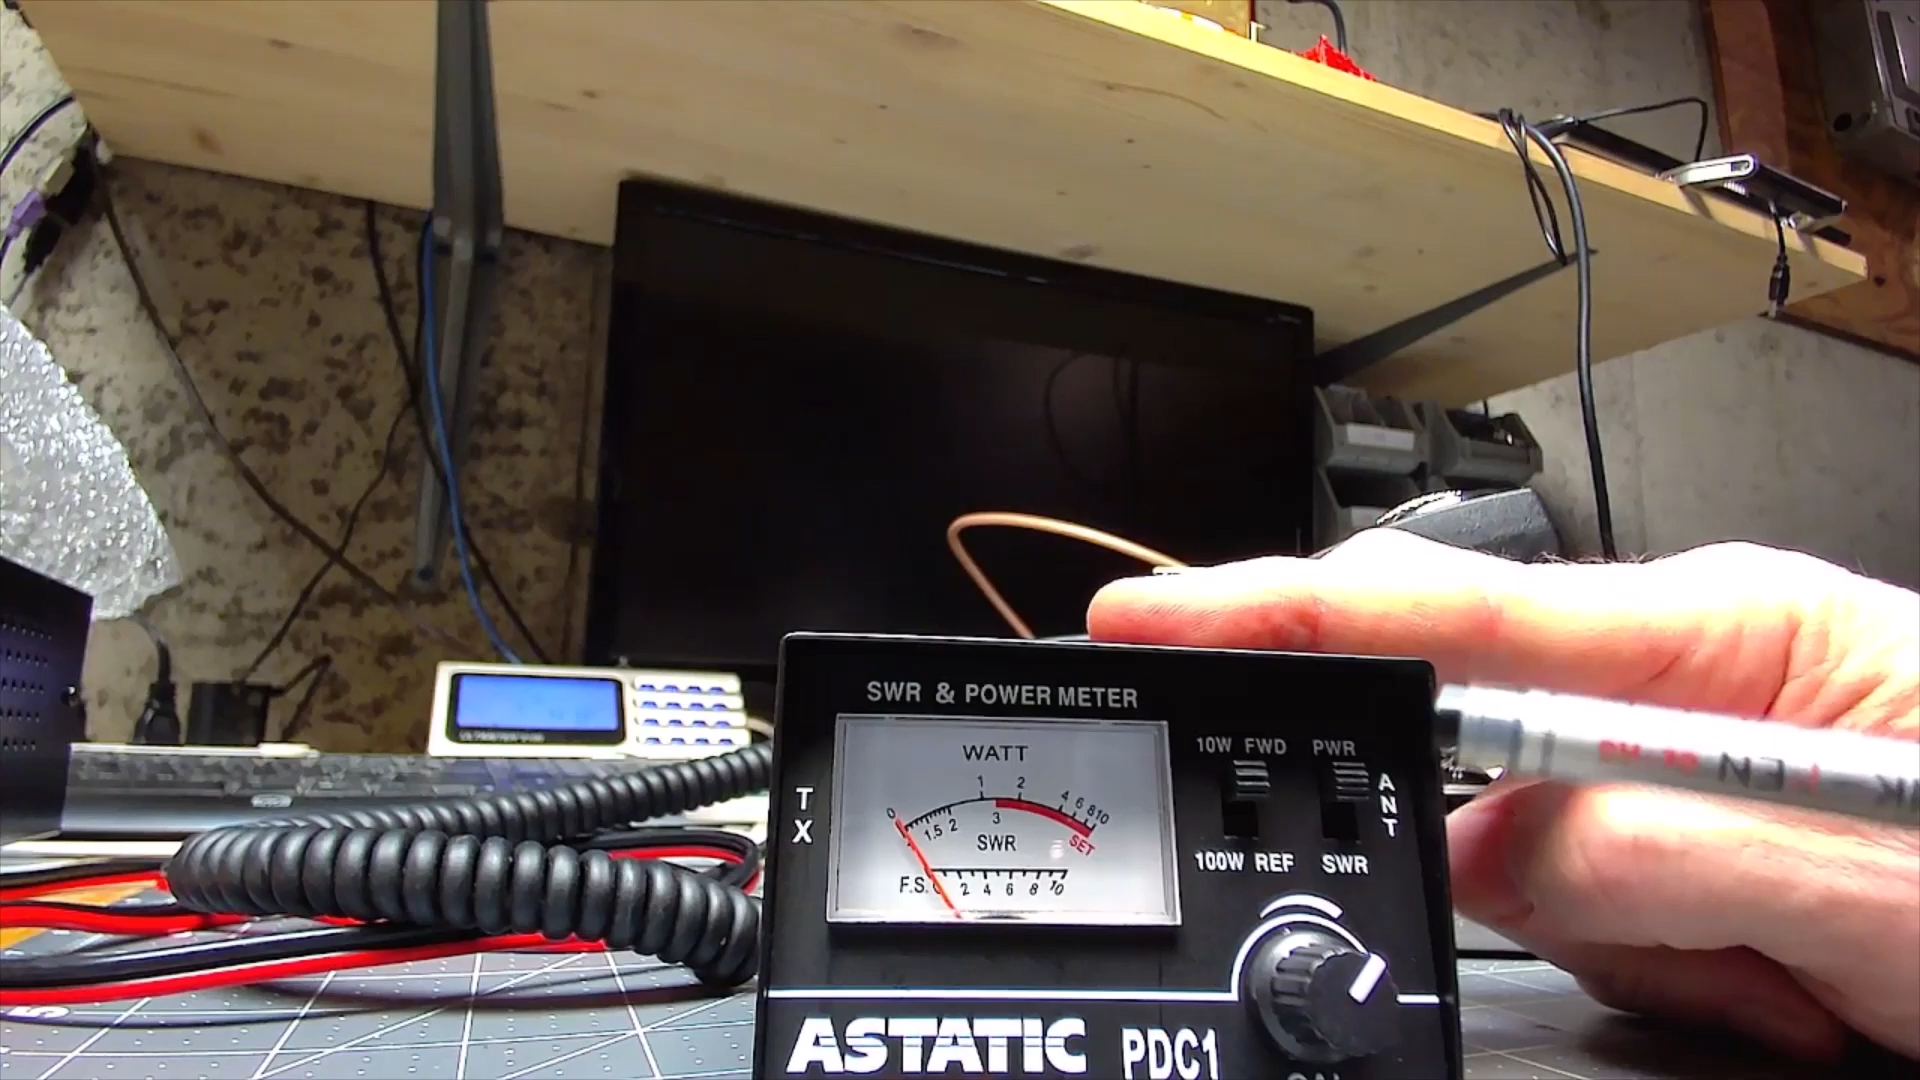 SWR & POWER METER
WATT
1 2 4 6 8 10
0 1.5 2 3 SET
SWR
F.S. 2 4 6 8 10
TX
10W FWD PWR
ANT
100W REF SWR
ASTATIC PDC1
5